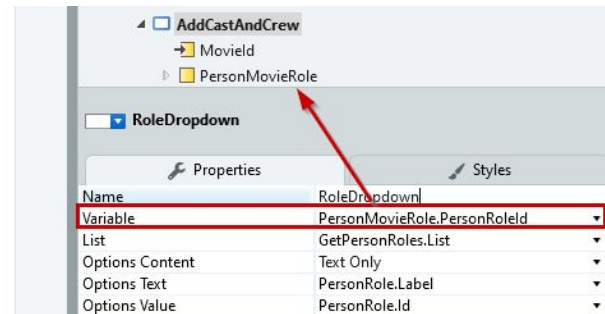 AddCastAndCrew
MovieId
PersonMovieRole
RoleDropdown
Properties Styles
Name RoleDropdown
Variable PersonMovieRole.PersonRoleId
List GetPersonRoles.List
Options Content Text Only
Options Text PersonRole.Label
Options Value PersonRole.Id